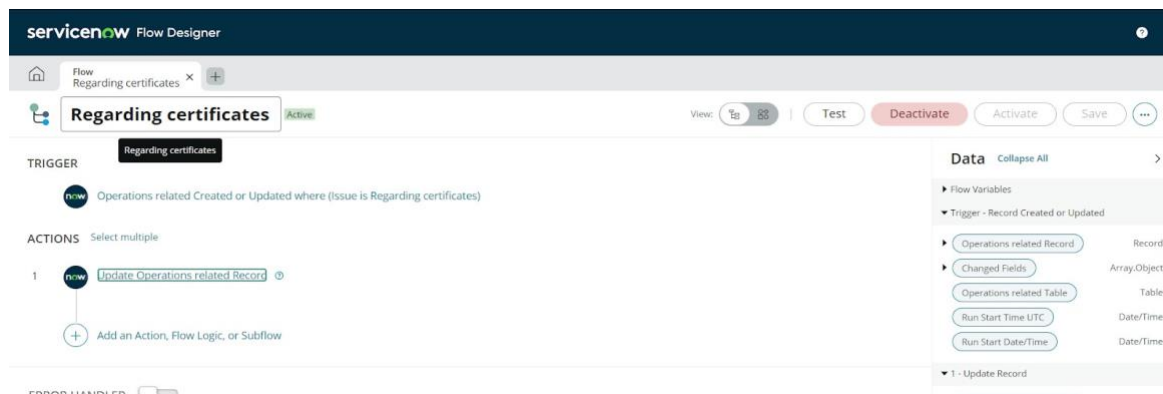 servicenow Flow Designer
Flow
Regarding certificates
Regarding certificates Active View: Test Deactivate Activate Save
Regarding certificates
TRIGGER
now Operations related Created or Updated where (Issue is Regarding certificates)
ACTIONS Select multiple
1 now Update Operations related Record
Add an Action, Flow Logic, or Subflow
ERROR HANDLER
Data Collapse All
Flow Variables
Trigger - Record Created or Updated
Operations related Record Record
Changed Fields Array.Object
Operations related Table Table
Run Start Time UTC Date/Time
Run Start Date/Time Date/Time
1 - Update Record